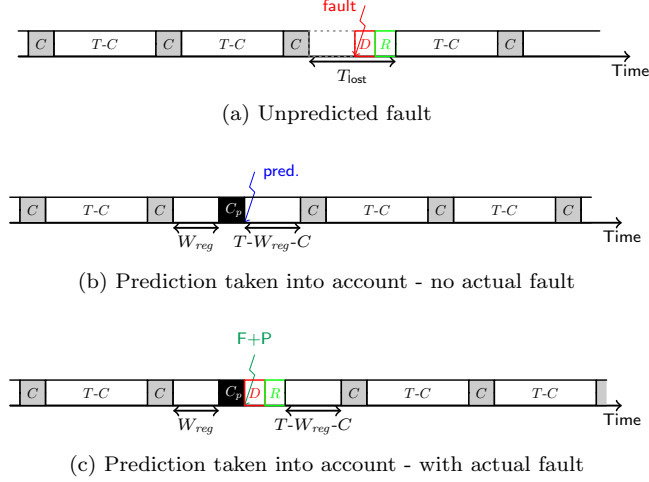 fault
C T-C C T-C C D R T-C C
T_lost
Time
(a) Unpredicted fault
pred.
C T-C C C_p C T-C C T-C C
W_reg T-W_reg-C
Time
(b) Prediction taken into account - no actual fault
F+P
C T-C C C_p D R C T-C C T-C
W_reg T-W_reg-C
Time
(c) Prediction taken into account - with actual fault